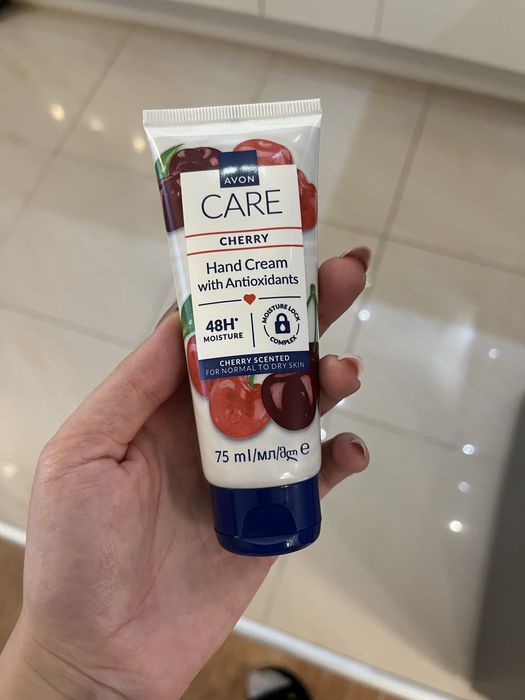 AVON
CARE
CHERRY
Hand Cream
with Antioxidants
48H*
MOISTURE
MOISTURE LOCK
COMPLEX
CHERRY SCENTED
FOR NORMAL TO DRY SKIN
75 ml/мл/მლ e